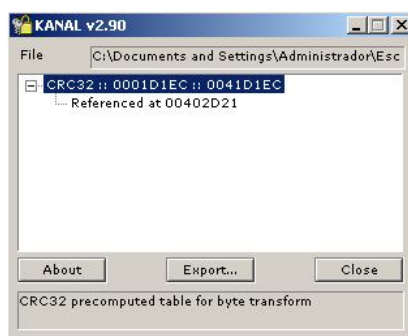 KANAL v2.90
File C:\Documents and Settings\Administrador\Esc
CRC32 :: 0001D1EC :: 0041D1EC
Referenced at 00402D21
About Export... Close
CRC32 precomputed table for byte transform